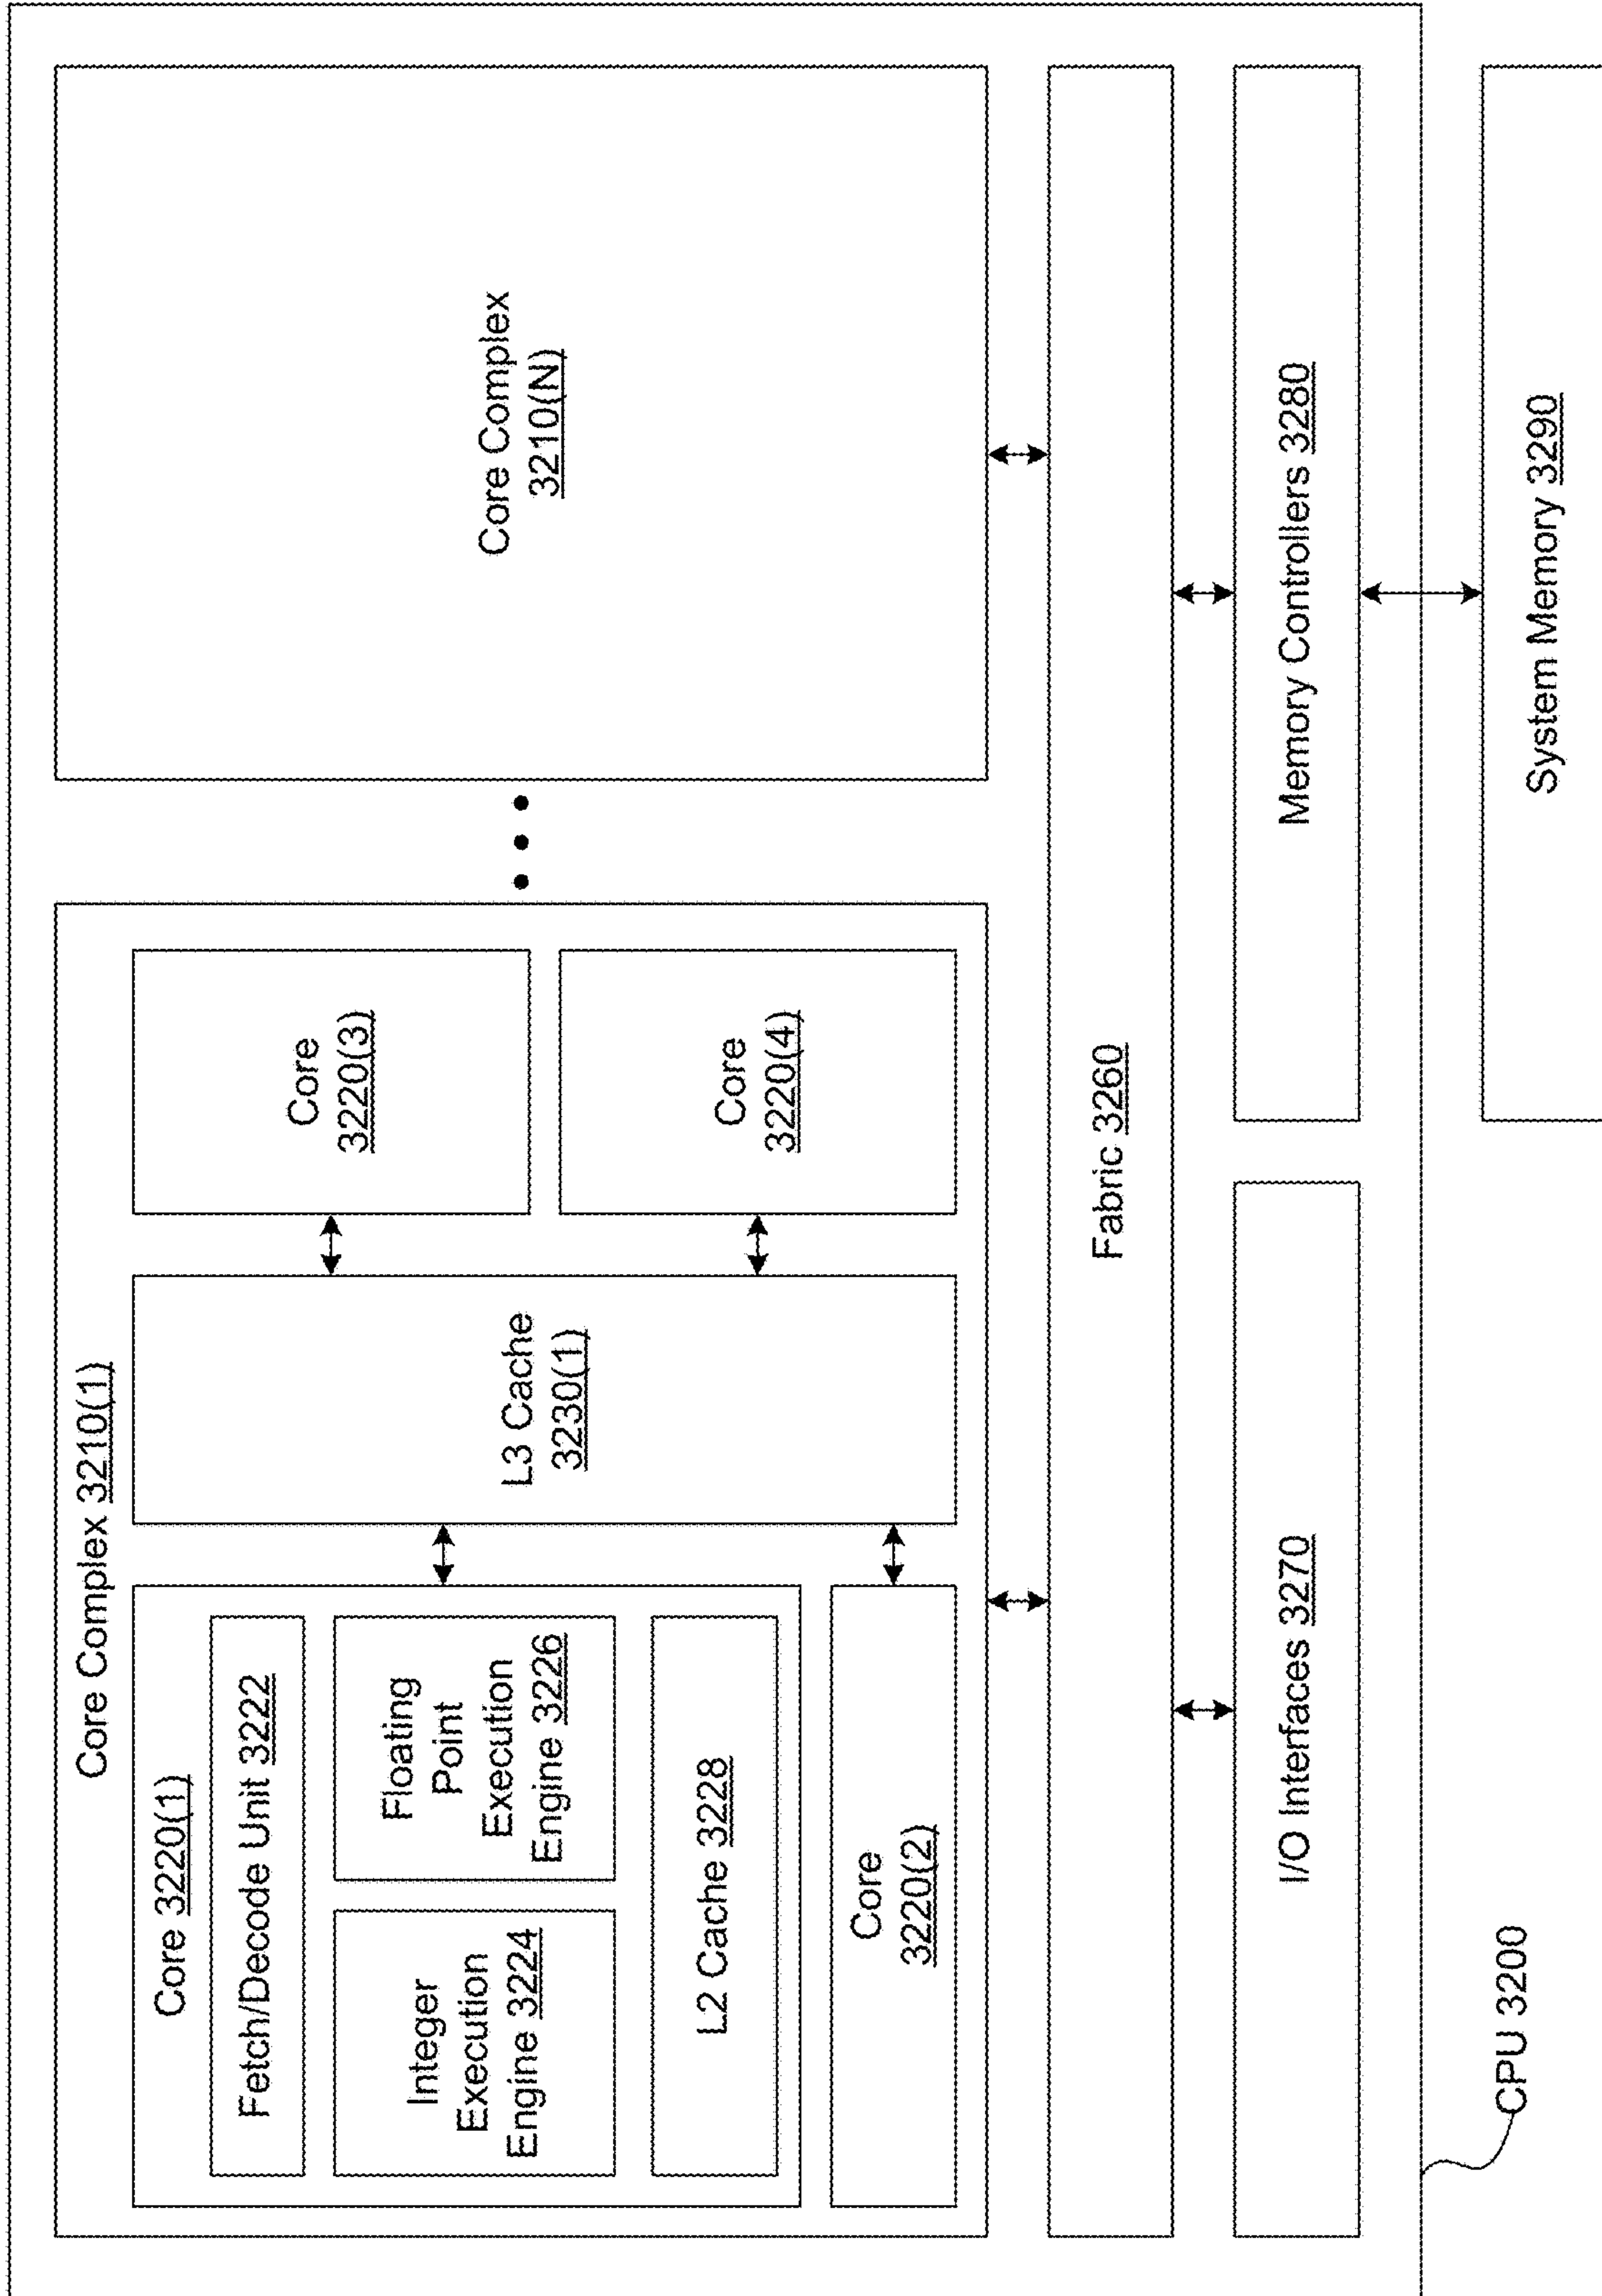 Core Complex 3210(1)
Core 3220(1)
Fetch/Decode Unit 3222
Integer
Execution
Engine 3224
Floating
Point
Execution
Engine 3226
L2 Cache 3228
Core
3220(2)
L3 Cache
3230(1)
Core
3220(3)
Core
3220(4)
Core Complex
3210(N)
Fabric 3260
I/O Interfaces 3270
Memory Controllers 3280
CPU 3200
System Memory 3290